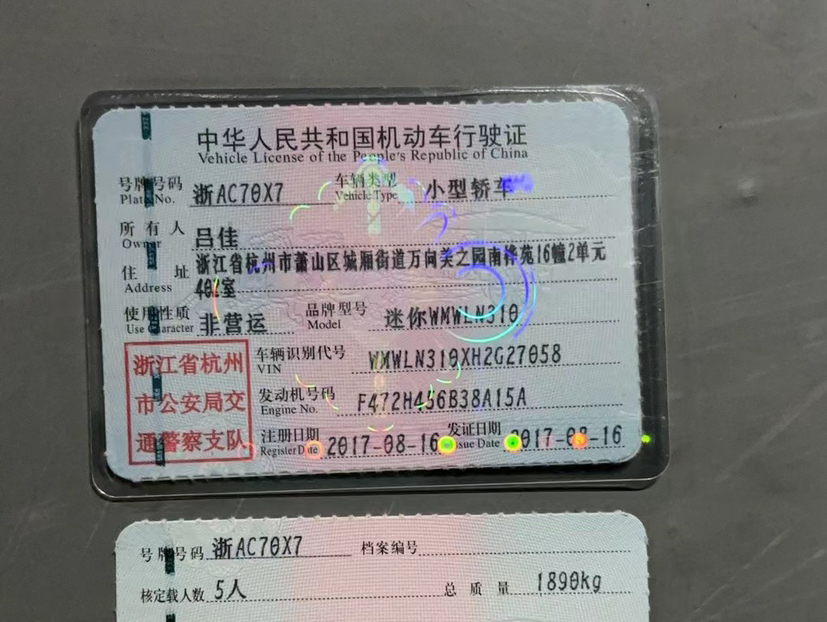 中华人民共和国机动车行驶证
Vehicle License of the People's Republic of China
号牌号码 浙AC70X7 车辆类型 小型轿车
Plate No. Vehicle Type
所有人 吕佳
Owner
住址 浙江省杭州市萧山区城厢街道万向美之园南桦苑16幢2单元
Address 402室
使用性质 非营运 品牌型号 迷你WMWLN310
Use Character Model
浙江省杭州 车辆识别代号 WMWLN310XH2G27058
VIN
市公安局交 发动机号码 F472H456B38A15A
Engine No.
通警察支队 注册日期 2017-08-16 发证日期 2017-08-16
Register Date Issue Date
号牌号码 浙AC70X7 档案编号
核定载人数 5人 总质量 1890kg